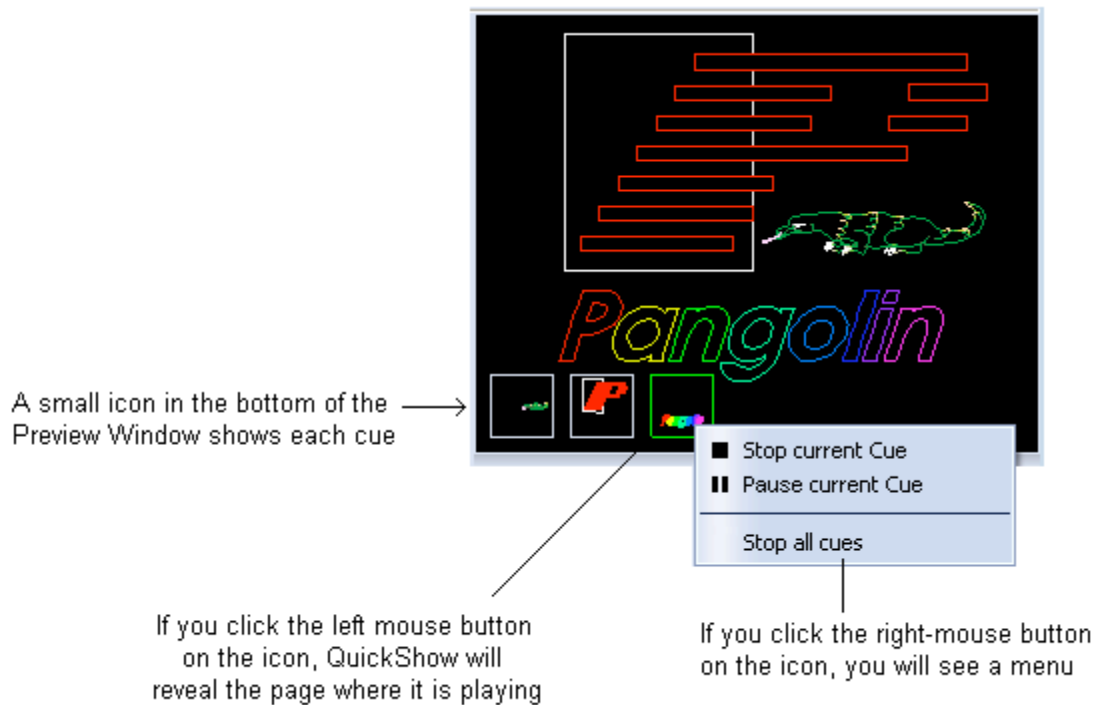 Pangolin
A small icon in the bottom of the
Preview Window shows each cue
P
Stop current Cue
Pause current Cue
Stop all cues
If you click the left mouse button
on the icon, QuickShow will
reveal the page where it is playing
If you click the right-mouse button
on the icon, you will see a menu